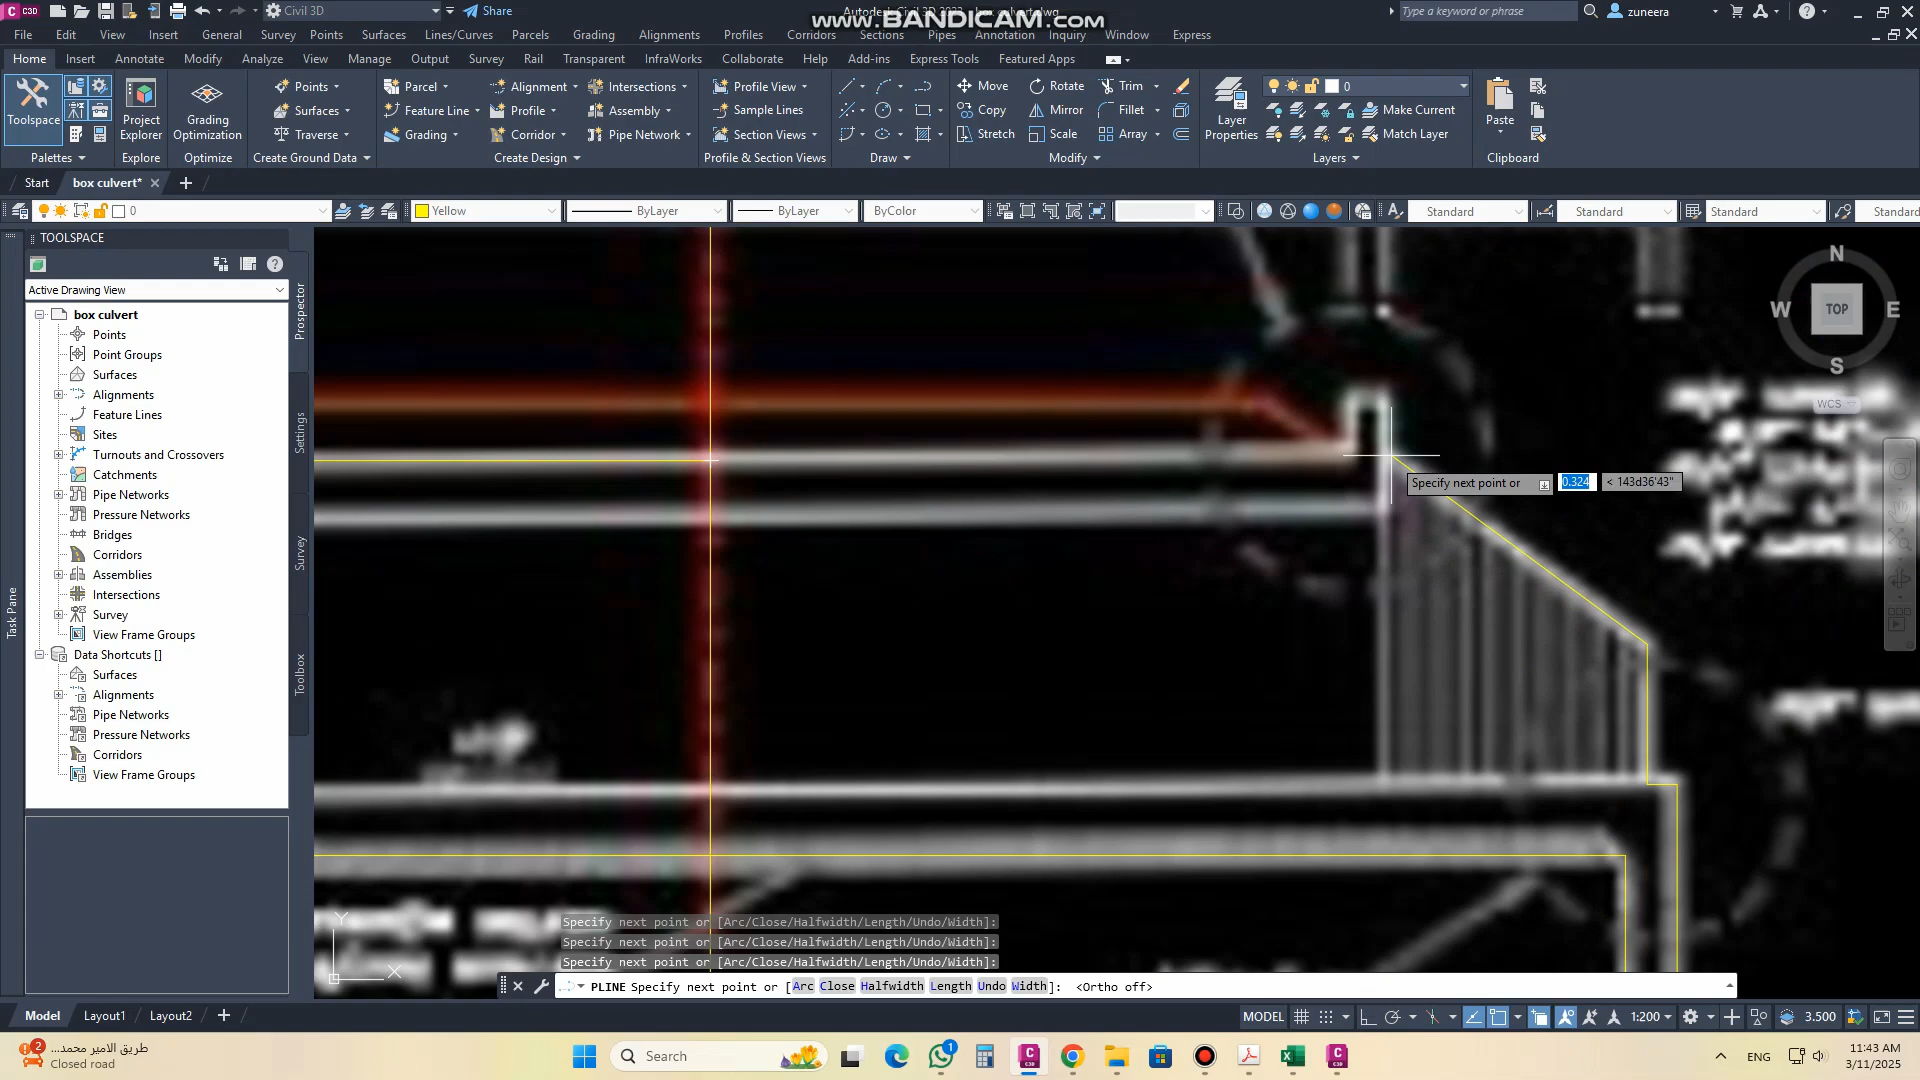 C3D Civil 3D Share Autodesk Civil 3D 2023 Type a keyword or phrase zuneera
www.BANDICAM.com
File Edit View Insert General Survey Points Surfaces Lines/Curves Parcels Grading Alignments Profiles Corridors Sections Pipes Annotation Inquiry Window Express
Home Insert Annotate Modify Analyze View Manage Output Survey Rail Transparent InfraWorks Collaborate Help Add-ins Express Tools Featured Apps
Points Parcel Alignment Intersections Profile View Move Rotate Trim 0
Surfaces Feature Line Profile Assembly Sample Lines Copy Mirror Fillet Make Current
Traverse Grading Corridor Pipe Network Section Views Stretch Scale Array Match Layer
Toolspace Project Explorer Grading Optimization Layer Properties Paste
Palettes Explore Optimize Create Ground Data Create Design Profile & Section Views Draw Modify Layers Clipboard
Start box culvert*
0 Yellow ByLayer ByLayer ByColor Standard Standard Standard Standard
TOOLSPACE
Active Drawing View
box culvert
Points
Point Groups
Surfaces
Alignments
Feature Lines
Sites
Turnouts and Crossovers
Catchments
Pipe Networks
Pressure Networks
Bridges
Corridors
Assemblies
Intersections
Survey
View Frame Groups
Data Shortcuts []
Surfaces
Alignments
Pipe Networks
Pressure Networks
Corridors
View Frame Groups
Prospector
Settings
Survey
Toolbox
Task Pane
N
W TOP E
S
WCS
Specify next point or 0.324 < 143d36'43"
Y
X
Specify next point or [Arc/Close/Halfwidth/Length/Undo/Width]:
Specify next point or [Arc/Close/Halfwidth/Length/Undo/Width]:
Specify next point or [Arc/Close/Halfwidth/Length/Undo/Width]:
PLINE Specify next point or [Arc Close Halfwidth Length Undo Width]: <Ortho off>
Model Layout1 Layout2 MODEL 1:200 3.500
2 طريق الامير محمد...
Closed road
Search
1
ENG
11:43 AM
3/11/2025